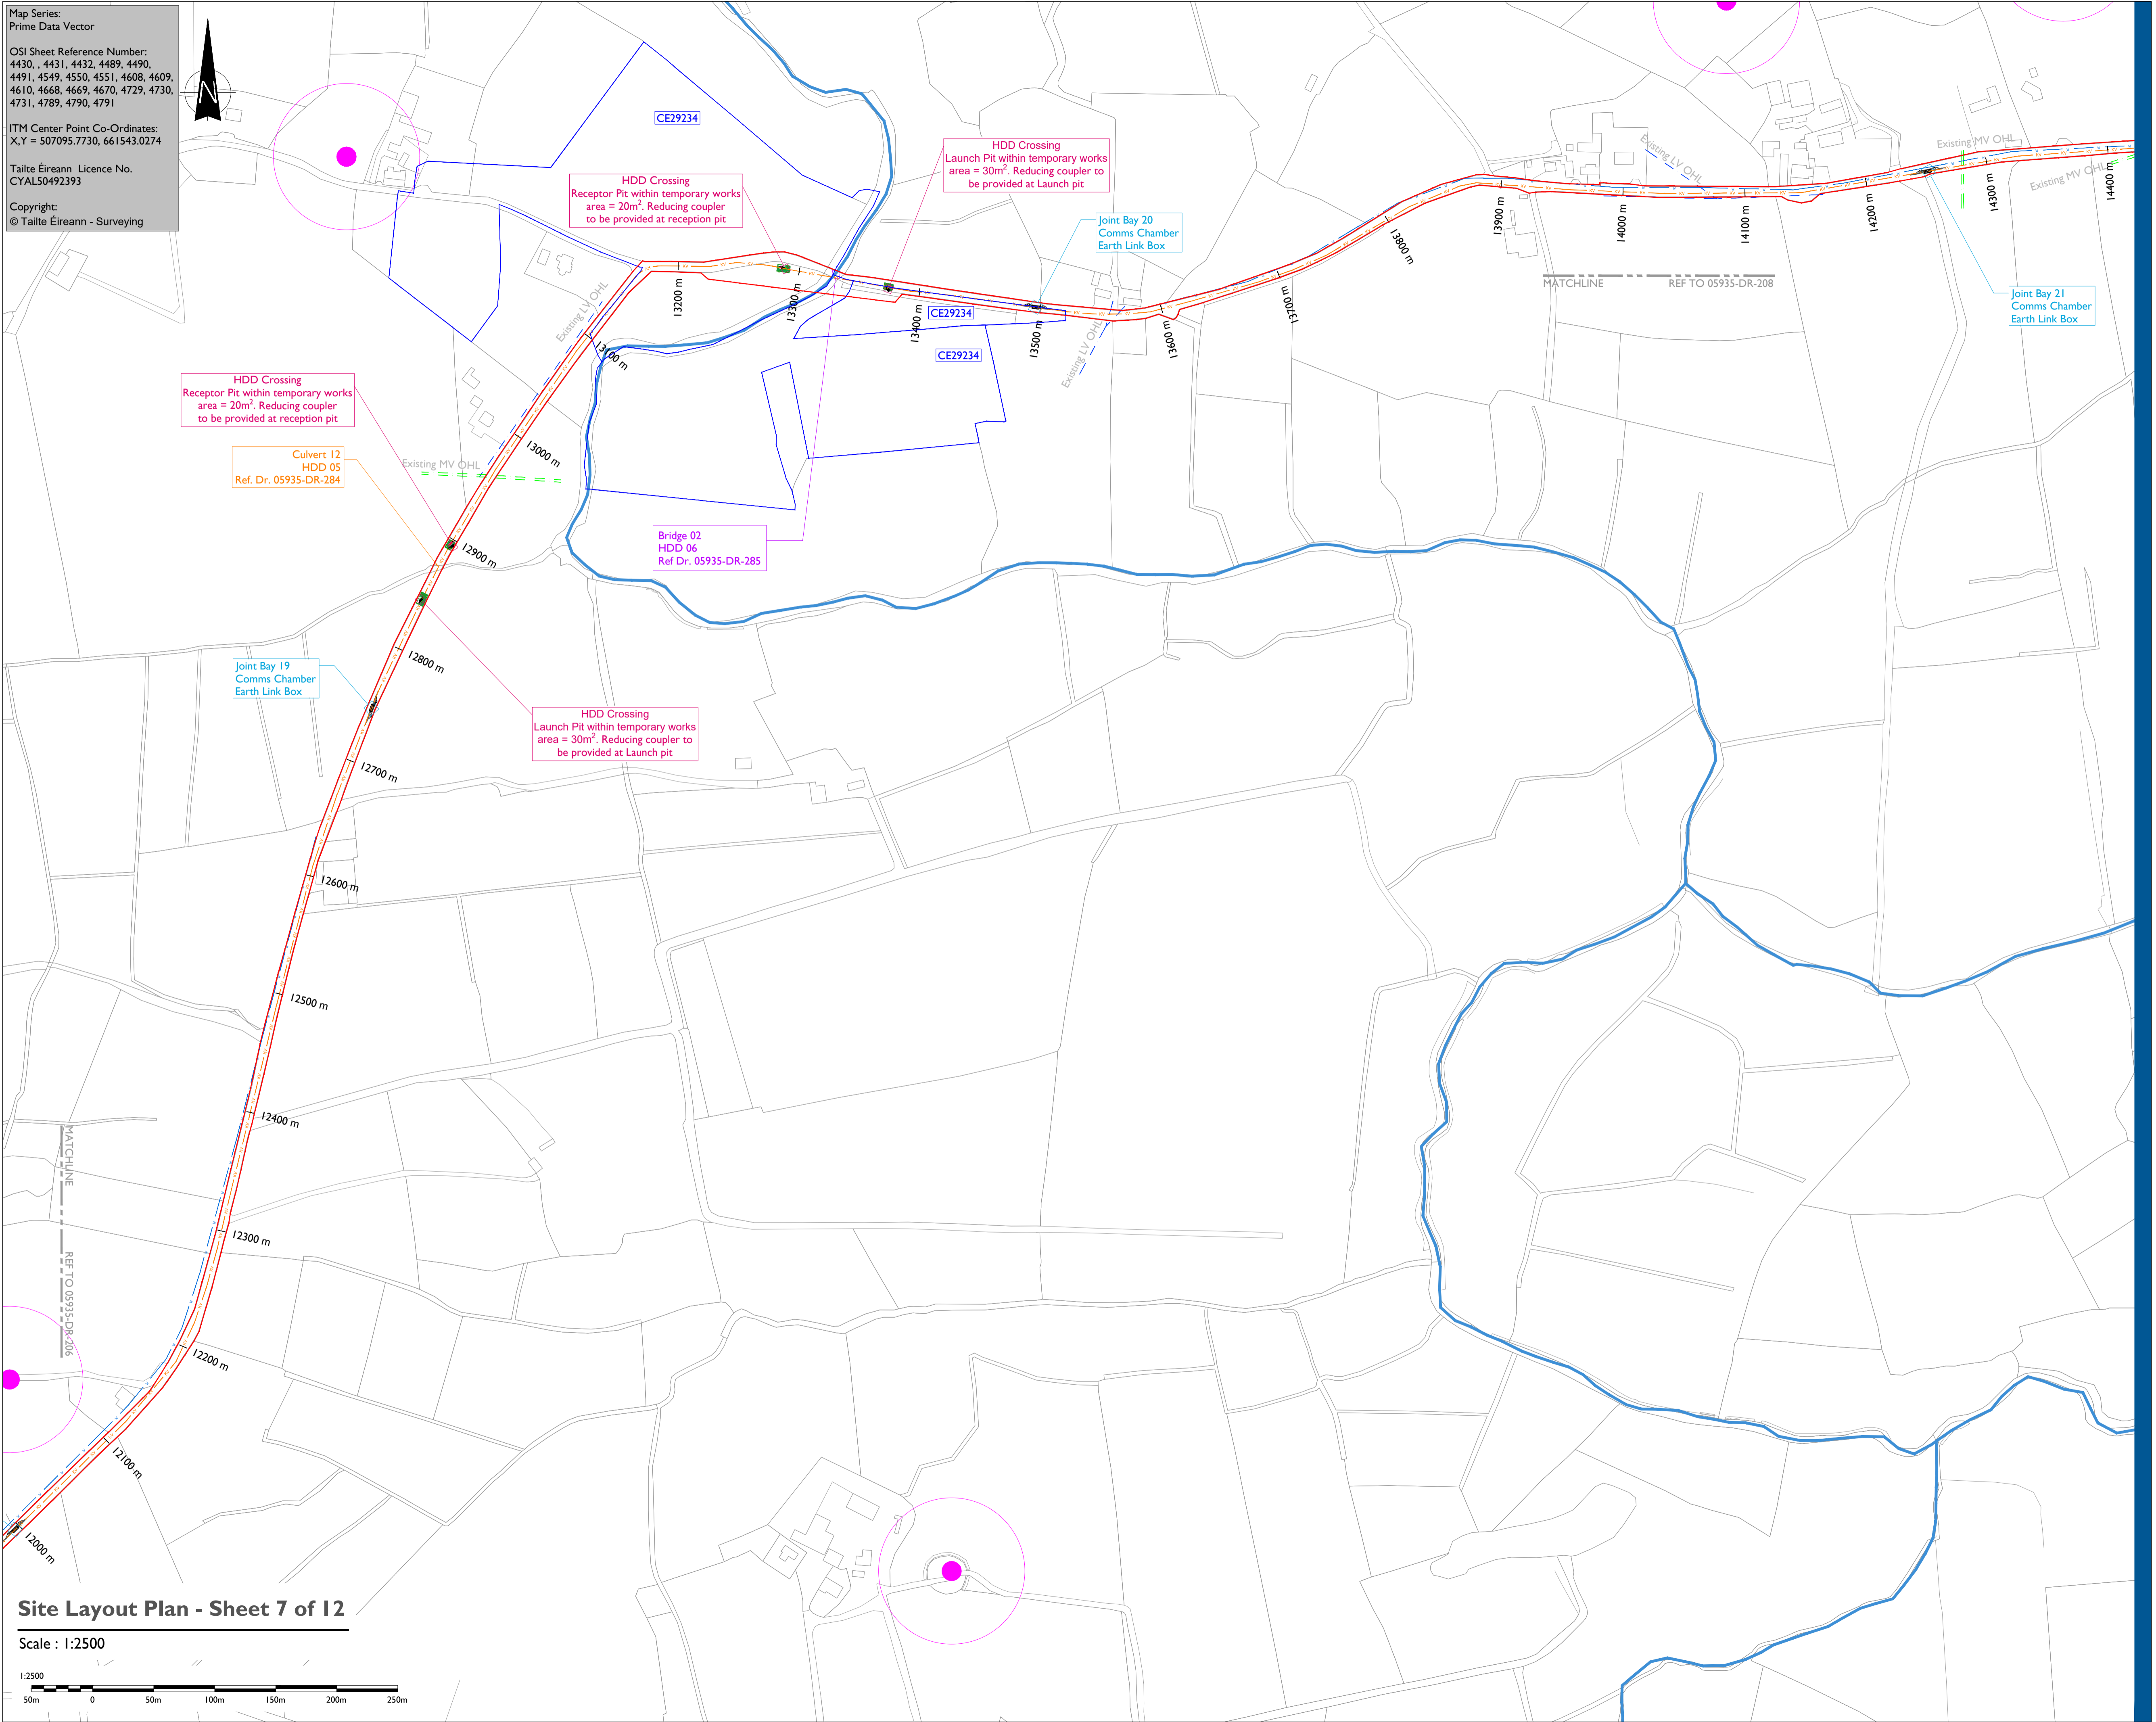 Map Series:
Prime Data Vector
OSI Sheet Reference Number:
4430, , 4431, 4432, 4489, 4490,
4491, 4549, 4550, 4551, 4608, 4609,
4610, 4668, 4669, 4670, 4729, 4730,
4731, 4789, 4790, 4791
ITM Center Point Co-Ordinates:
X,Y = 507095.7730, 661543.0274
Tailte Éireann Licence No.
CYAL50492393
Copyright:
© Tailte Éireann - Surveying
N
CE29234
HDD Crossing
Receptor Pit within temporary works
area = 20m². Reducing coupler
to be provided at reception pit
HDD Crossing
Launch Pit within temporary works
area = 30m². Reducing coupler to
be provided at Launch pit
Joint Bay 20
Comms Chamber
Earth Link Box
Existing LV OHL
Existing MV OHL
Existing MV OHL
13900 m
14000 m
14100 m
14200 m
14300 m
14400 m
13800 m
13700 m
13600 m
13500 m
13400 m
13300 m
13200 m
MATCHLINE
REF TO 05935-DR-208
Joint Bay 21
Comms Chamber
Earth Link Box
CE29234
CE29234
Existing LV OHL
Existing LV OHL
13100 m
HDD Crossing
Receptor Pit within temporary works
area = 20m². Reducing coupler
to be provided at reception pit
Culvert 12
HDD 05
Ref. Dr. 05935-DR-284
Existing MV OHL
13000 m
12900 m
Bridge 02
HDD 06
Ref Dr. 05935-DR-285
12800 m
Joint Bay 19
Comms Chamber
Earth Link Box
HDD Crossing
Launch Pit within temporary works
area = 30m². Reducing coupler to
be provided at Launch pit
12700 m
12600 m
12500 m
12400 m
12300 m
MATCHLINE
REF TO 05935-DR-206
12200 m
12100 m
12000 m
Site Layout Plan - Sheet 7 of 12
Scale : 1:2500
1:2500
50m 0 50m 100m 150m 200m 250m